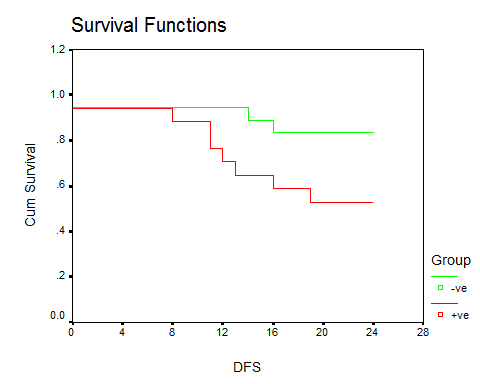 Survival Functions
1.2
1.0
.8
.6
.4
.2
0.0
Cum Survival
0 4 8 12 16 20 24 28
DFS
Group
-ve
+ve